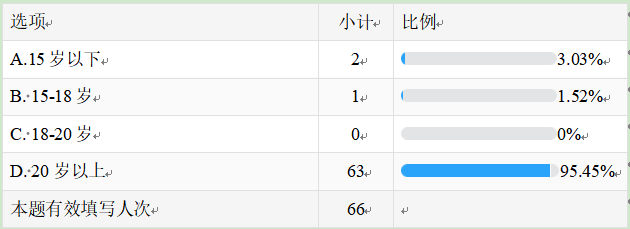 选项 小计 比例
A.15 岁以下 2 3.03%
B. 15-18 岁 1 1.52%
C. 18-20 岁 0 0%
D. 20 岁以上 63 95.45%
本题有效填写人次 66